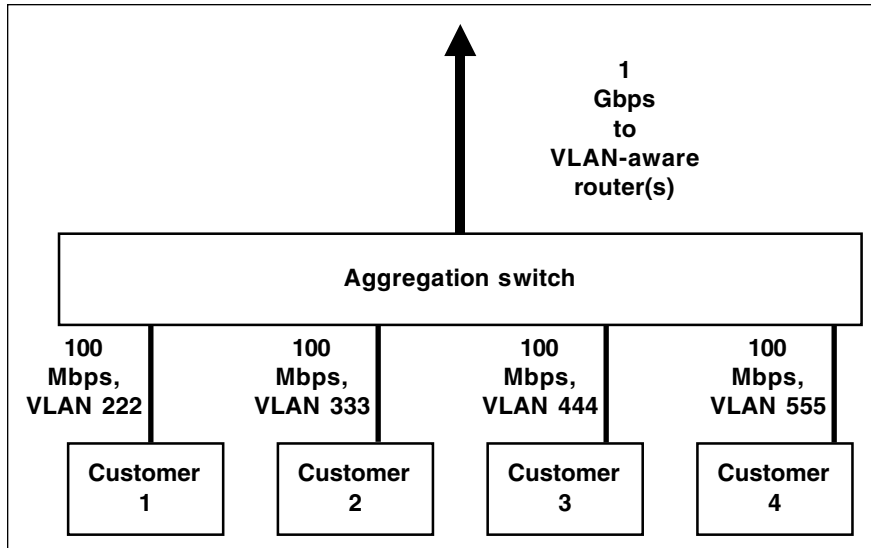 1
Gbps
to
VLAN-aware
router(s)
Aggregation switch
100
Mbps,
VLAN 222
100
Mbps,
VLAN 333
100
Mbps,
VLAN 444
100
Mbps,
VLAN 555
Customer
1
Customer
2
Customer
3
Customer
4